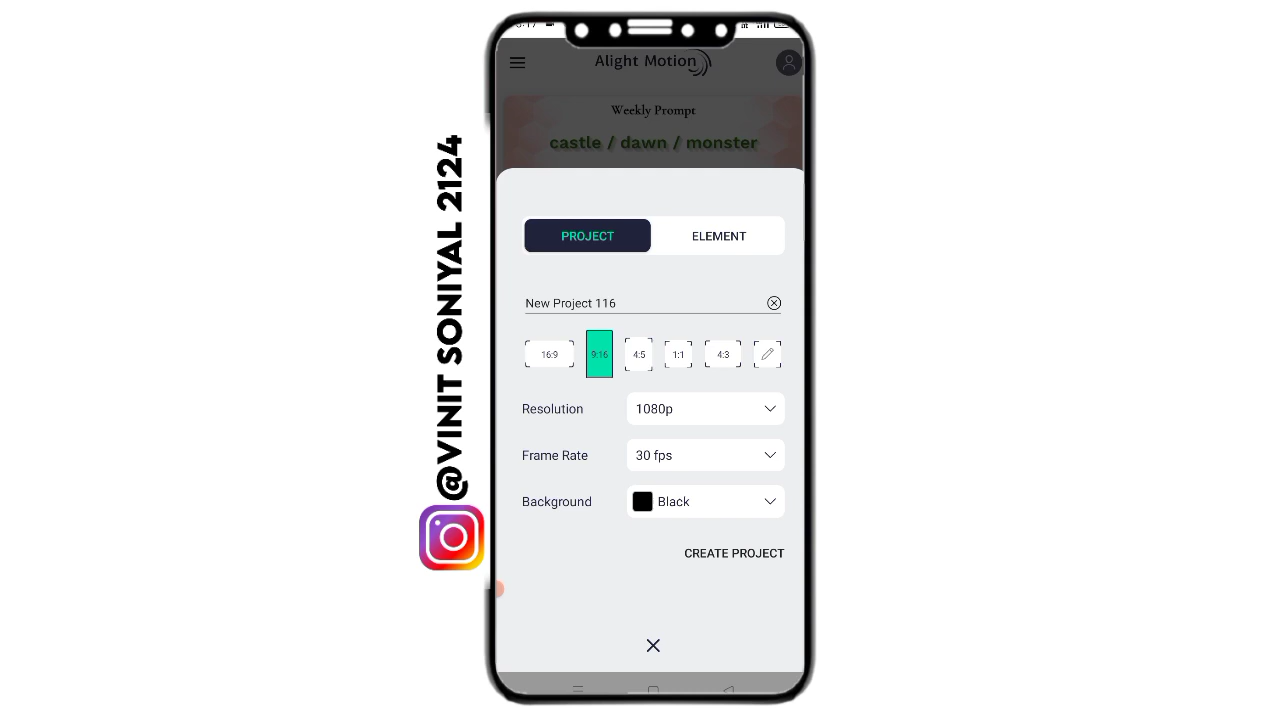 Alight Motion
Weekly Prompt
castle / dawn / monster
@VINIT SONIYAL 2124
PROJECT
ELEMENT
New Project 116
16:9
9:16
4:5
1:1
4:3
Resolution
1080p
Frame Rate
30 fps
Background
Black
CREATE PROJECT